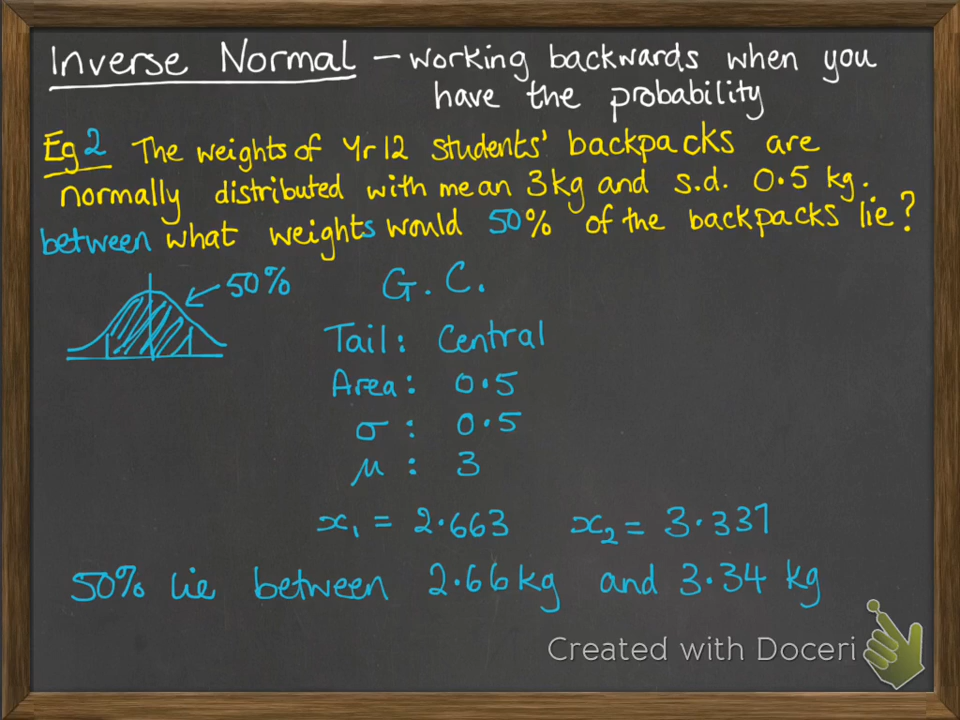 Inverse Normal – Working backwards when you
have the probability
Eg 2 The weights of Yr 12 students' backpacks are
normally distributed with mean 3kg and s.d. 0.5 kg.
between what weights would 50% of the backpacks lie?
50%
G.C.
Tail: Central
Area: 0.5
σ: 0.5
μ: 3
x₁ = 2.663 x₂ = 3.337
50% lie between 2.66kg and 3.34 kg
Created with Doceri